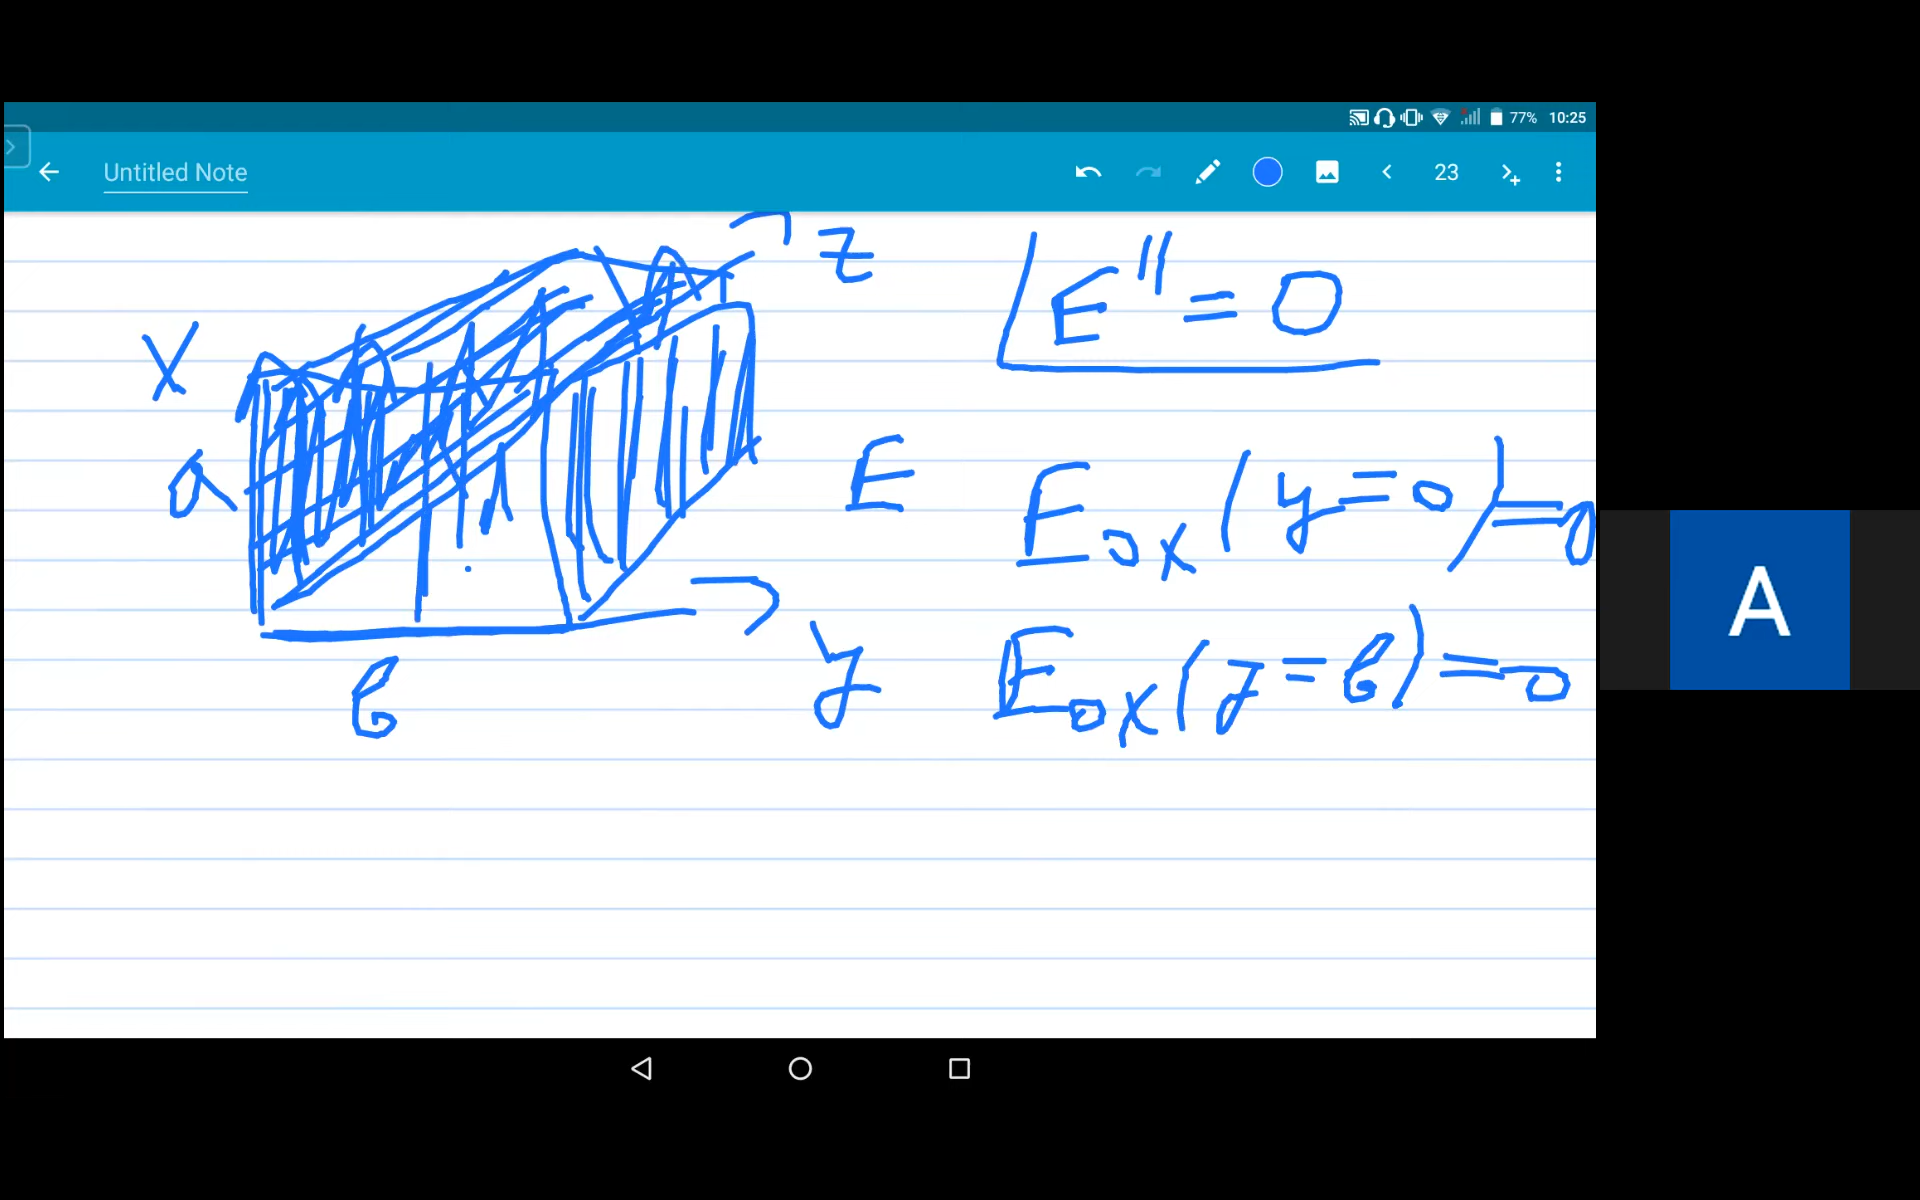 77% 10:25
Untitled Note
23
z
E" = 0
x
a
E
E₀ₓ(y=0)=0
y
E₀ₓ(y=b)=0
b
A